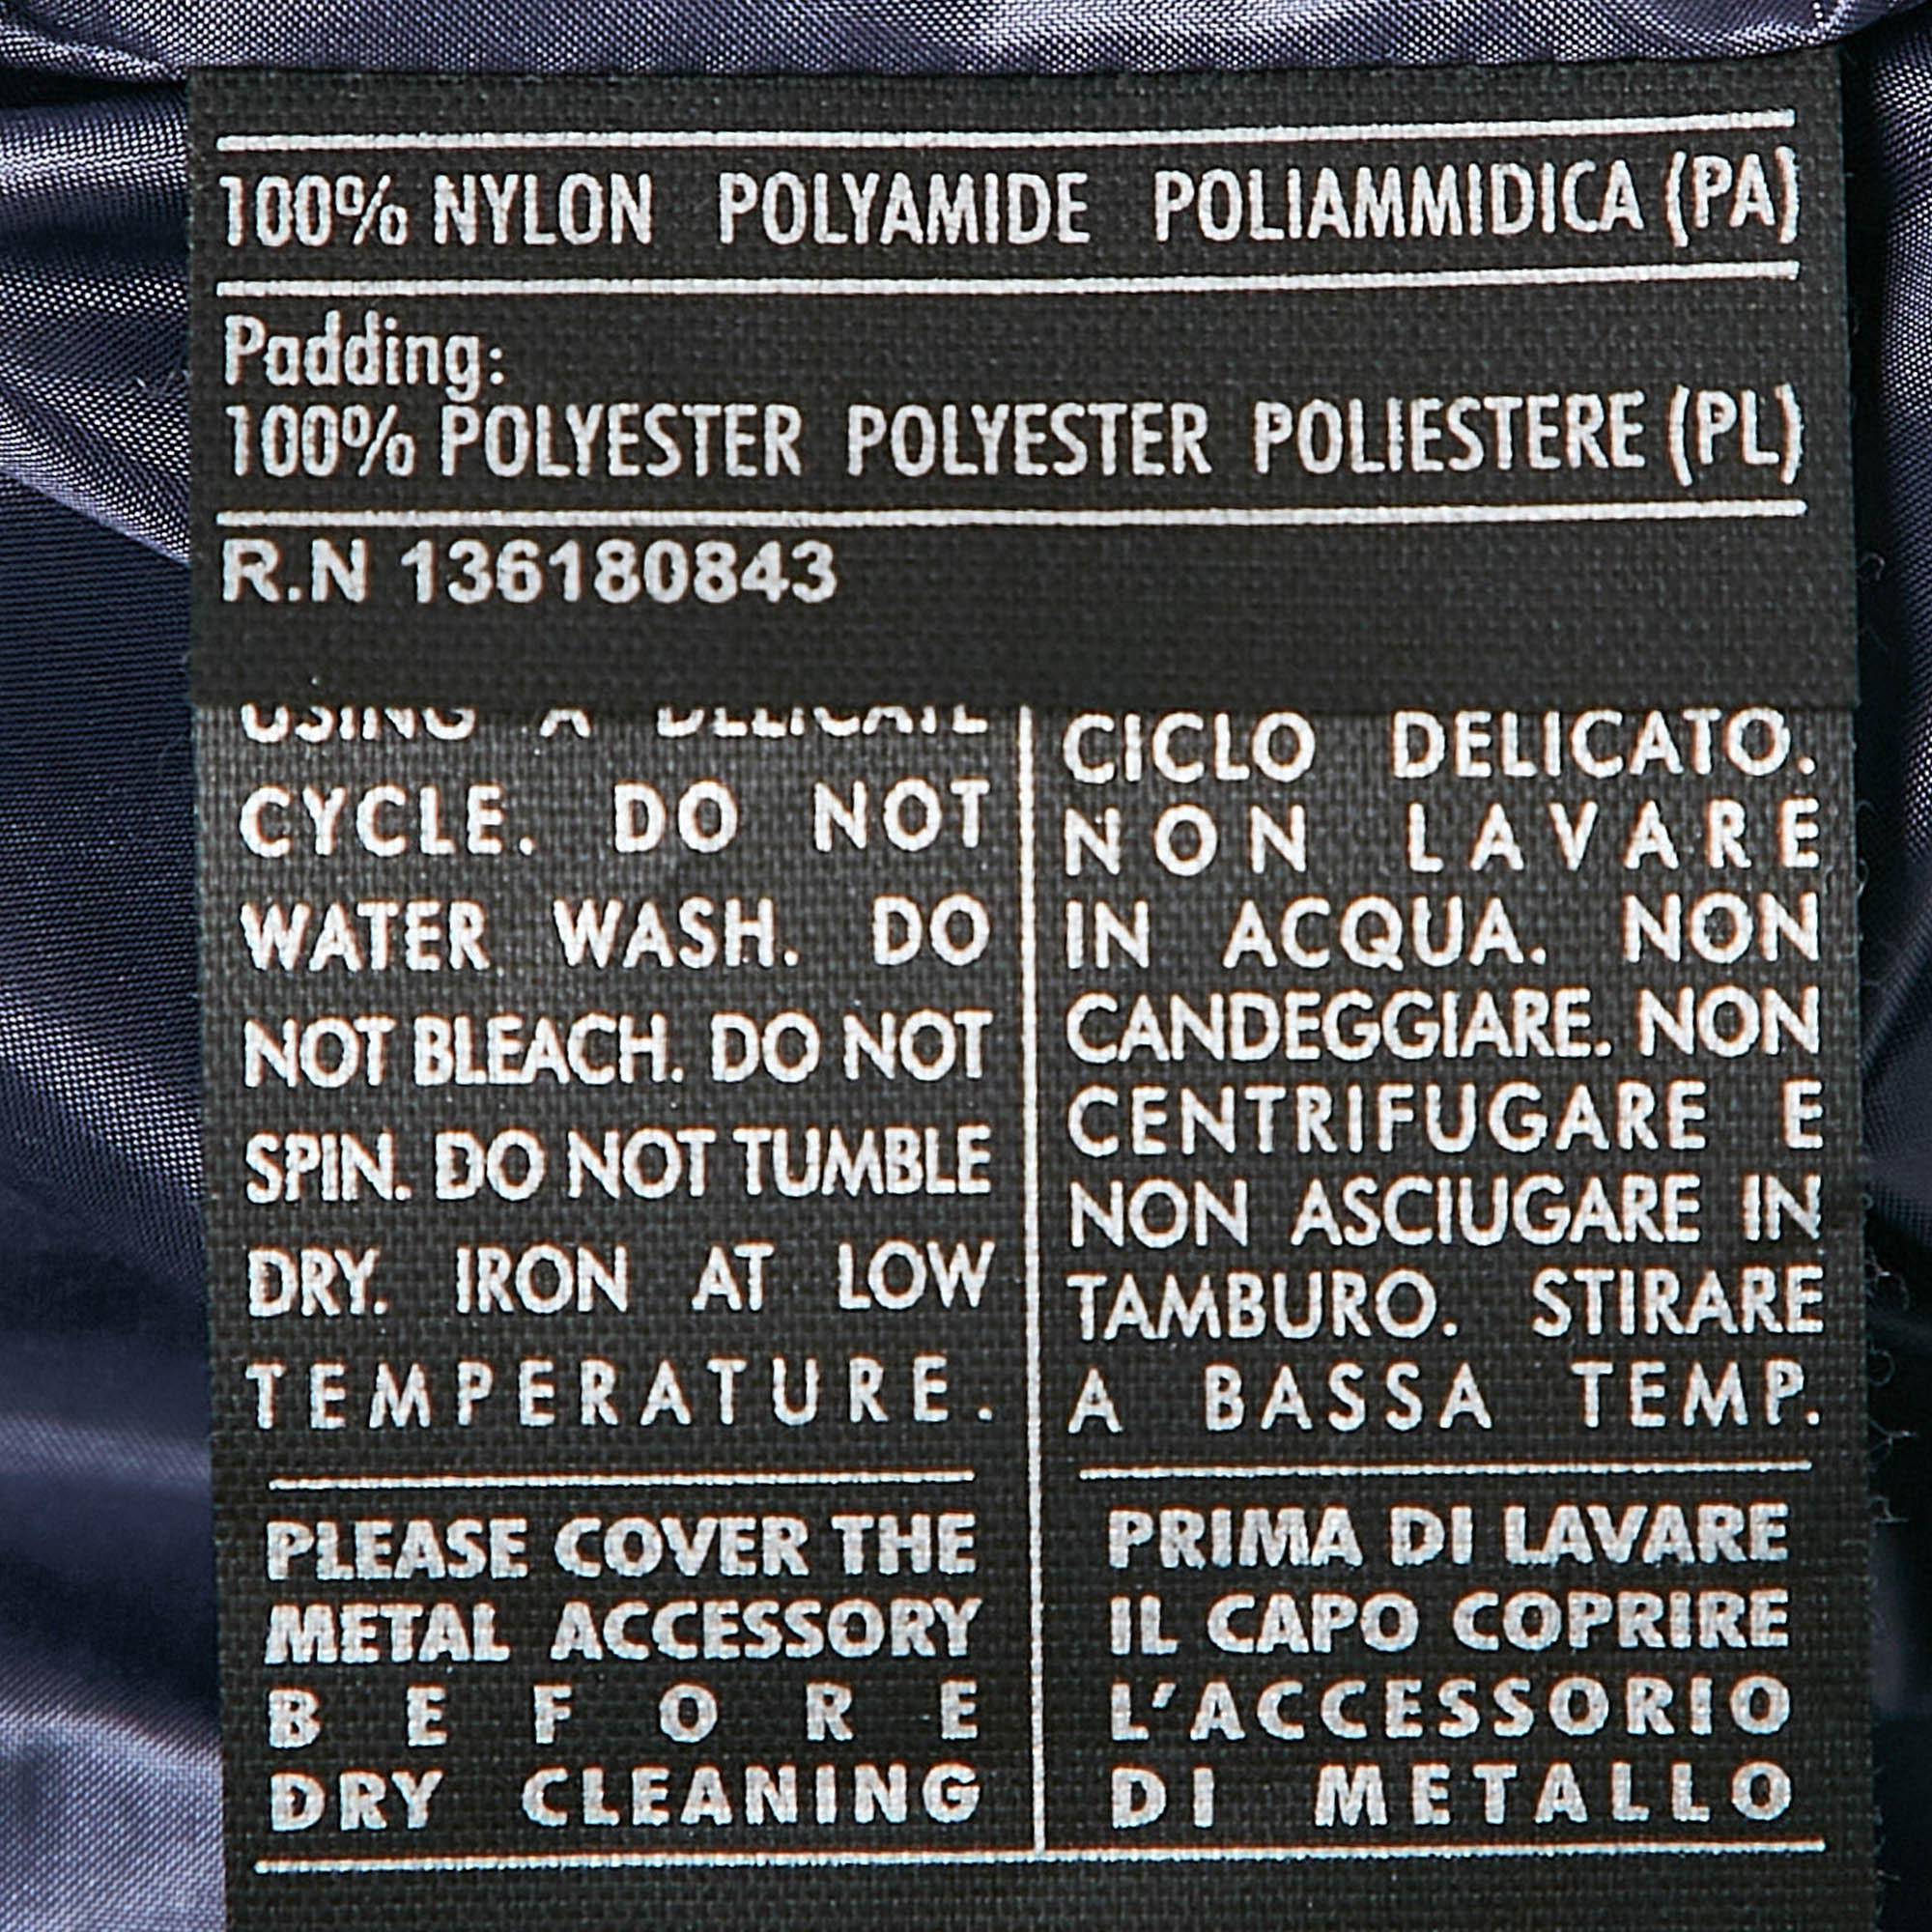 100% NYLON POLYAMIDE POLIAMMIDICA (PA)
Padding:
100% POLYESTER POLYESTER POLIESTERE (PL)
R.N 136180843
USING A DELICATE
CYCLE. DO NOT
WATER WASH. DO
NOT BLEACH. DO NOT
SPIN. DO NOT TUMBLE
DRY. IRON AT LOW
TEMPERATURE.
PLEASE COVER THE
METAL ACCESSORY
BEFORE
DRY CLEANING
CICLO DELICATO.
NON LAVARE
IN ACQUA. NON
CANDEGGIARE. NON
CENTRIFUGARE E
NON ASCIUGARE IN
TAMBURO. STIRARE
A BASSA TEMP.
PRIMA DI LAVARE
IL CAPO COPRIRE
L'ACCESSORIO
DI METALLO